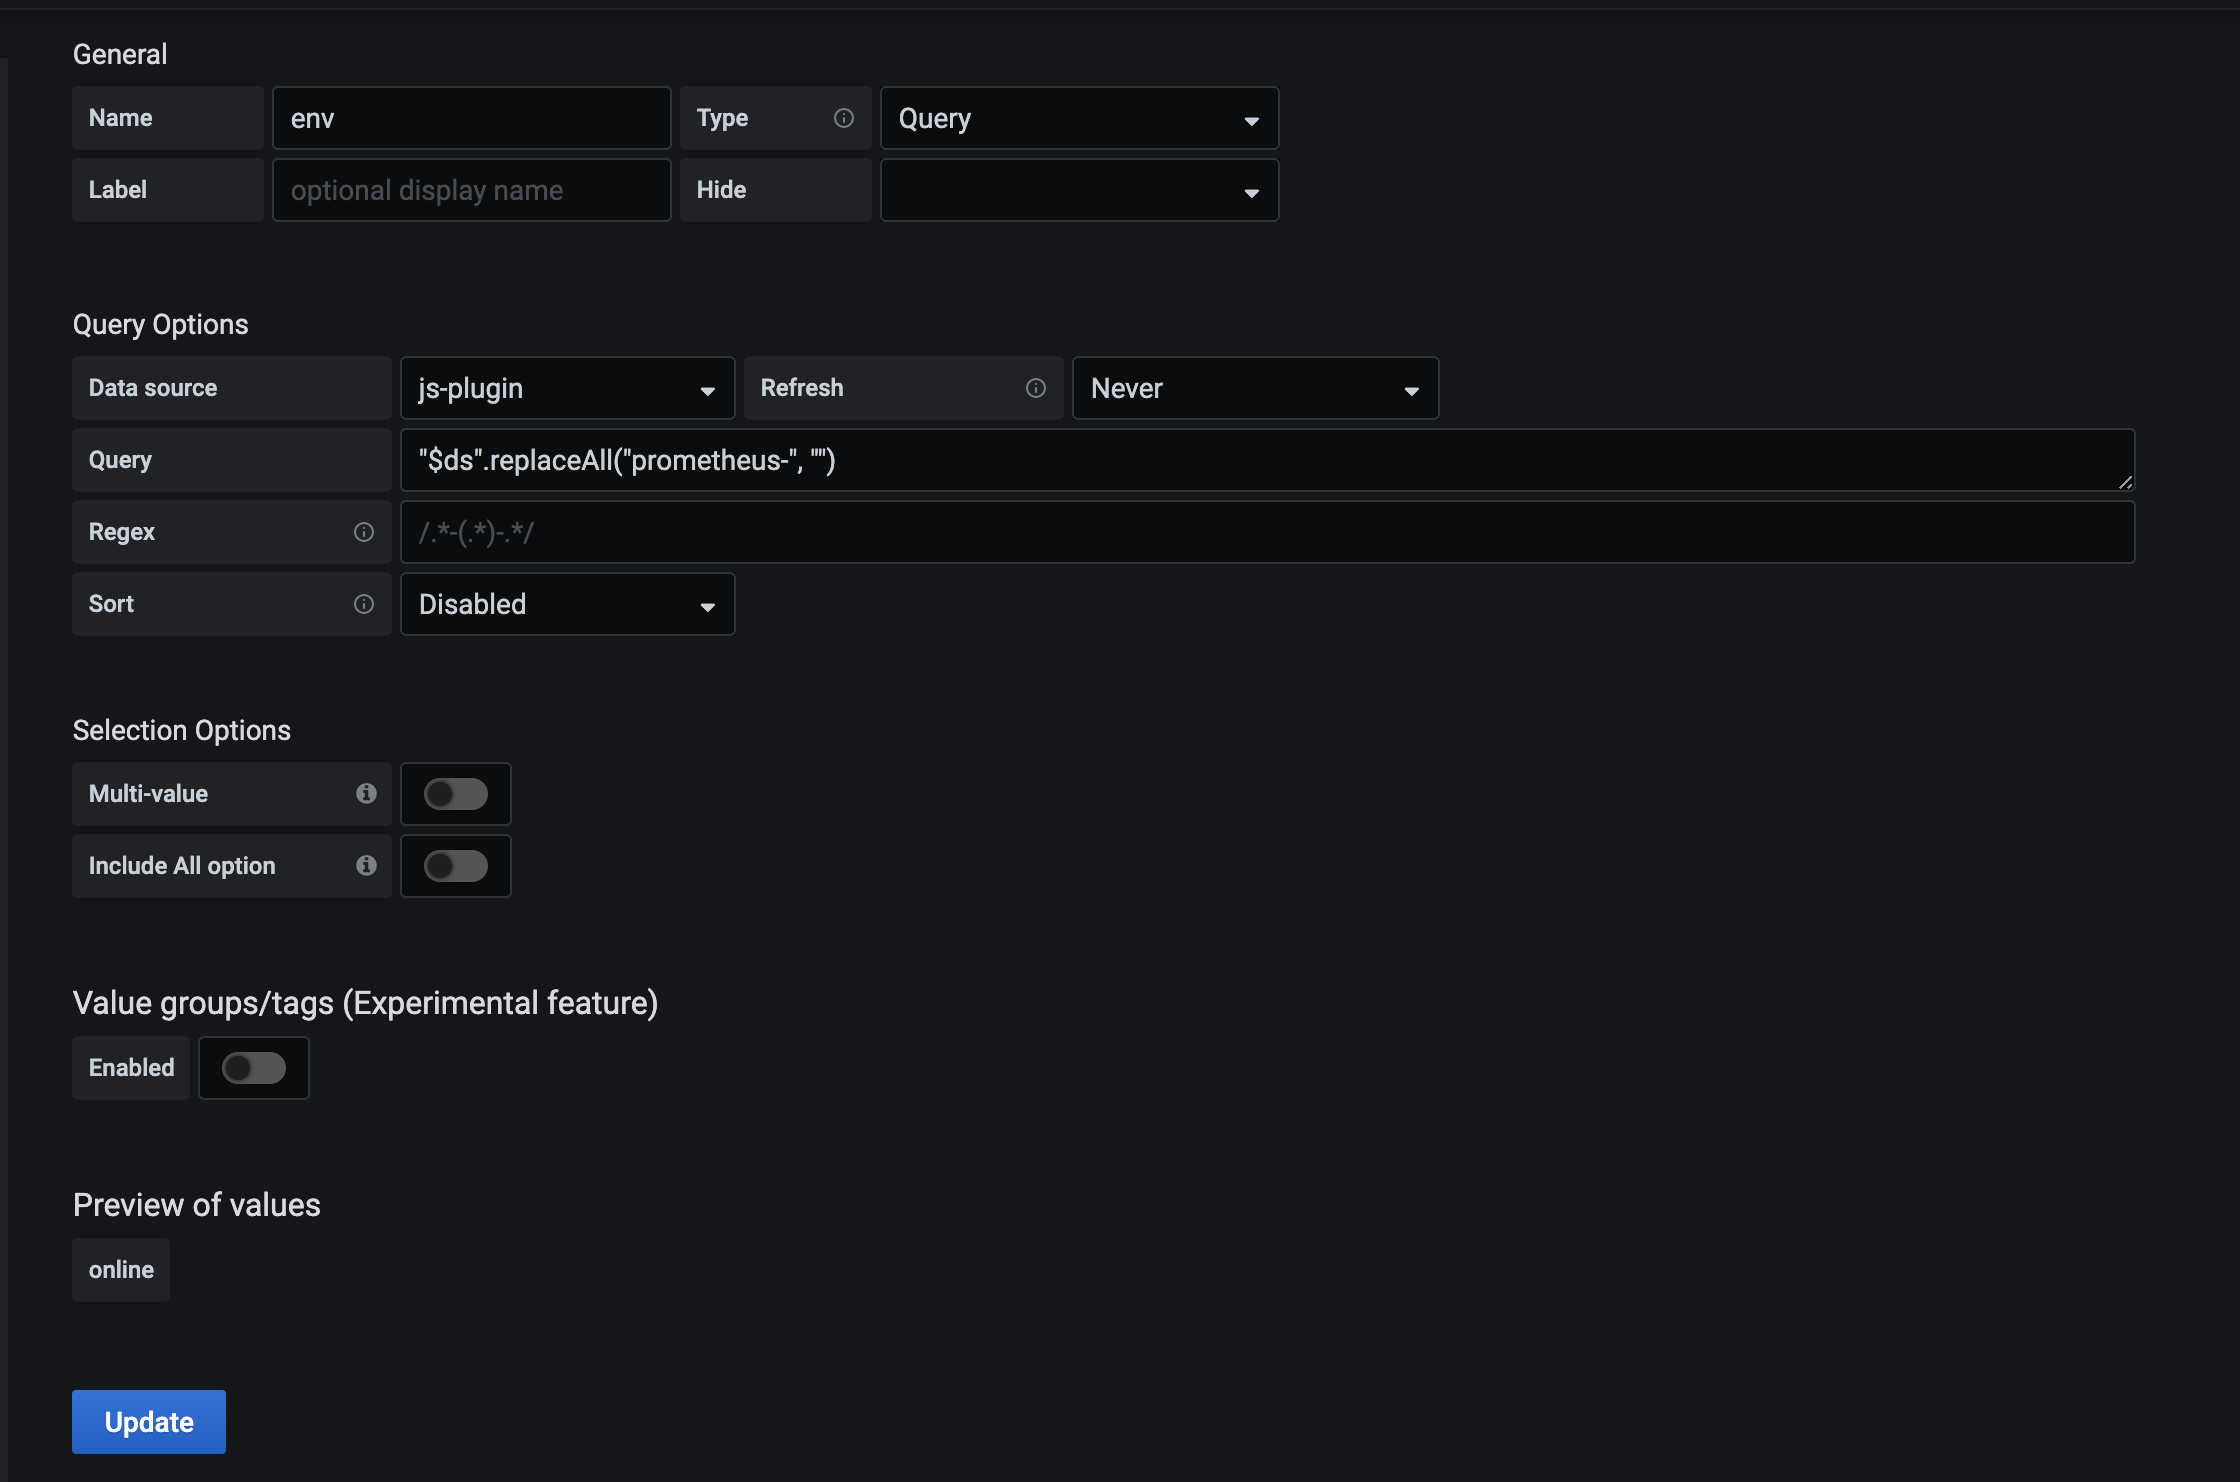 General
Name env Type Query
Label optional display name Hide
Query Options
Data source js-plugin Refresh Never
Query "$ds".replaceAll("prometheus-", "")
Regex /.*-(.*)-.*/
Sort Disabled
Selection Options
Multi-value
Include All option
Value groups/tags (Experimental feature)
Enabled
Preview of values
online
Update